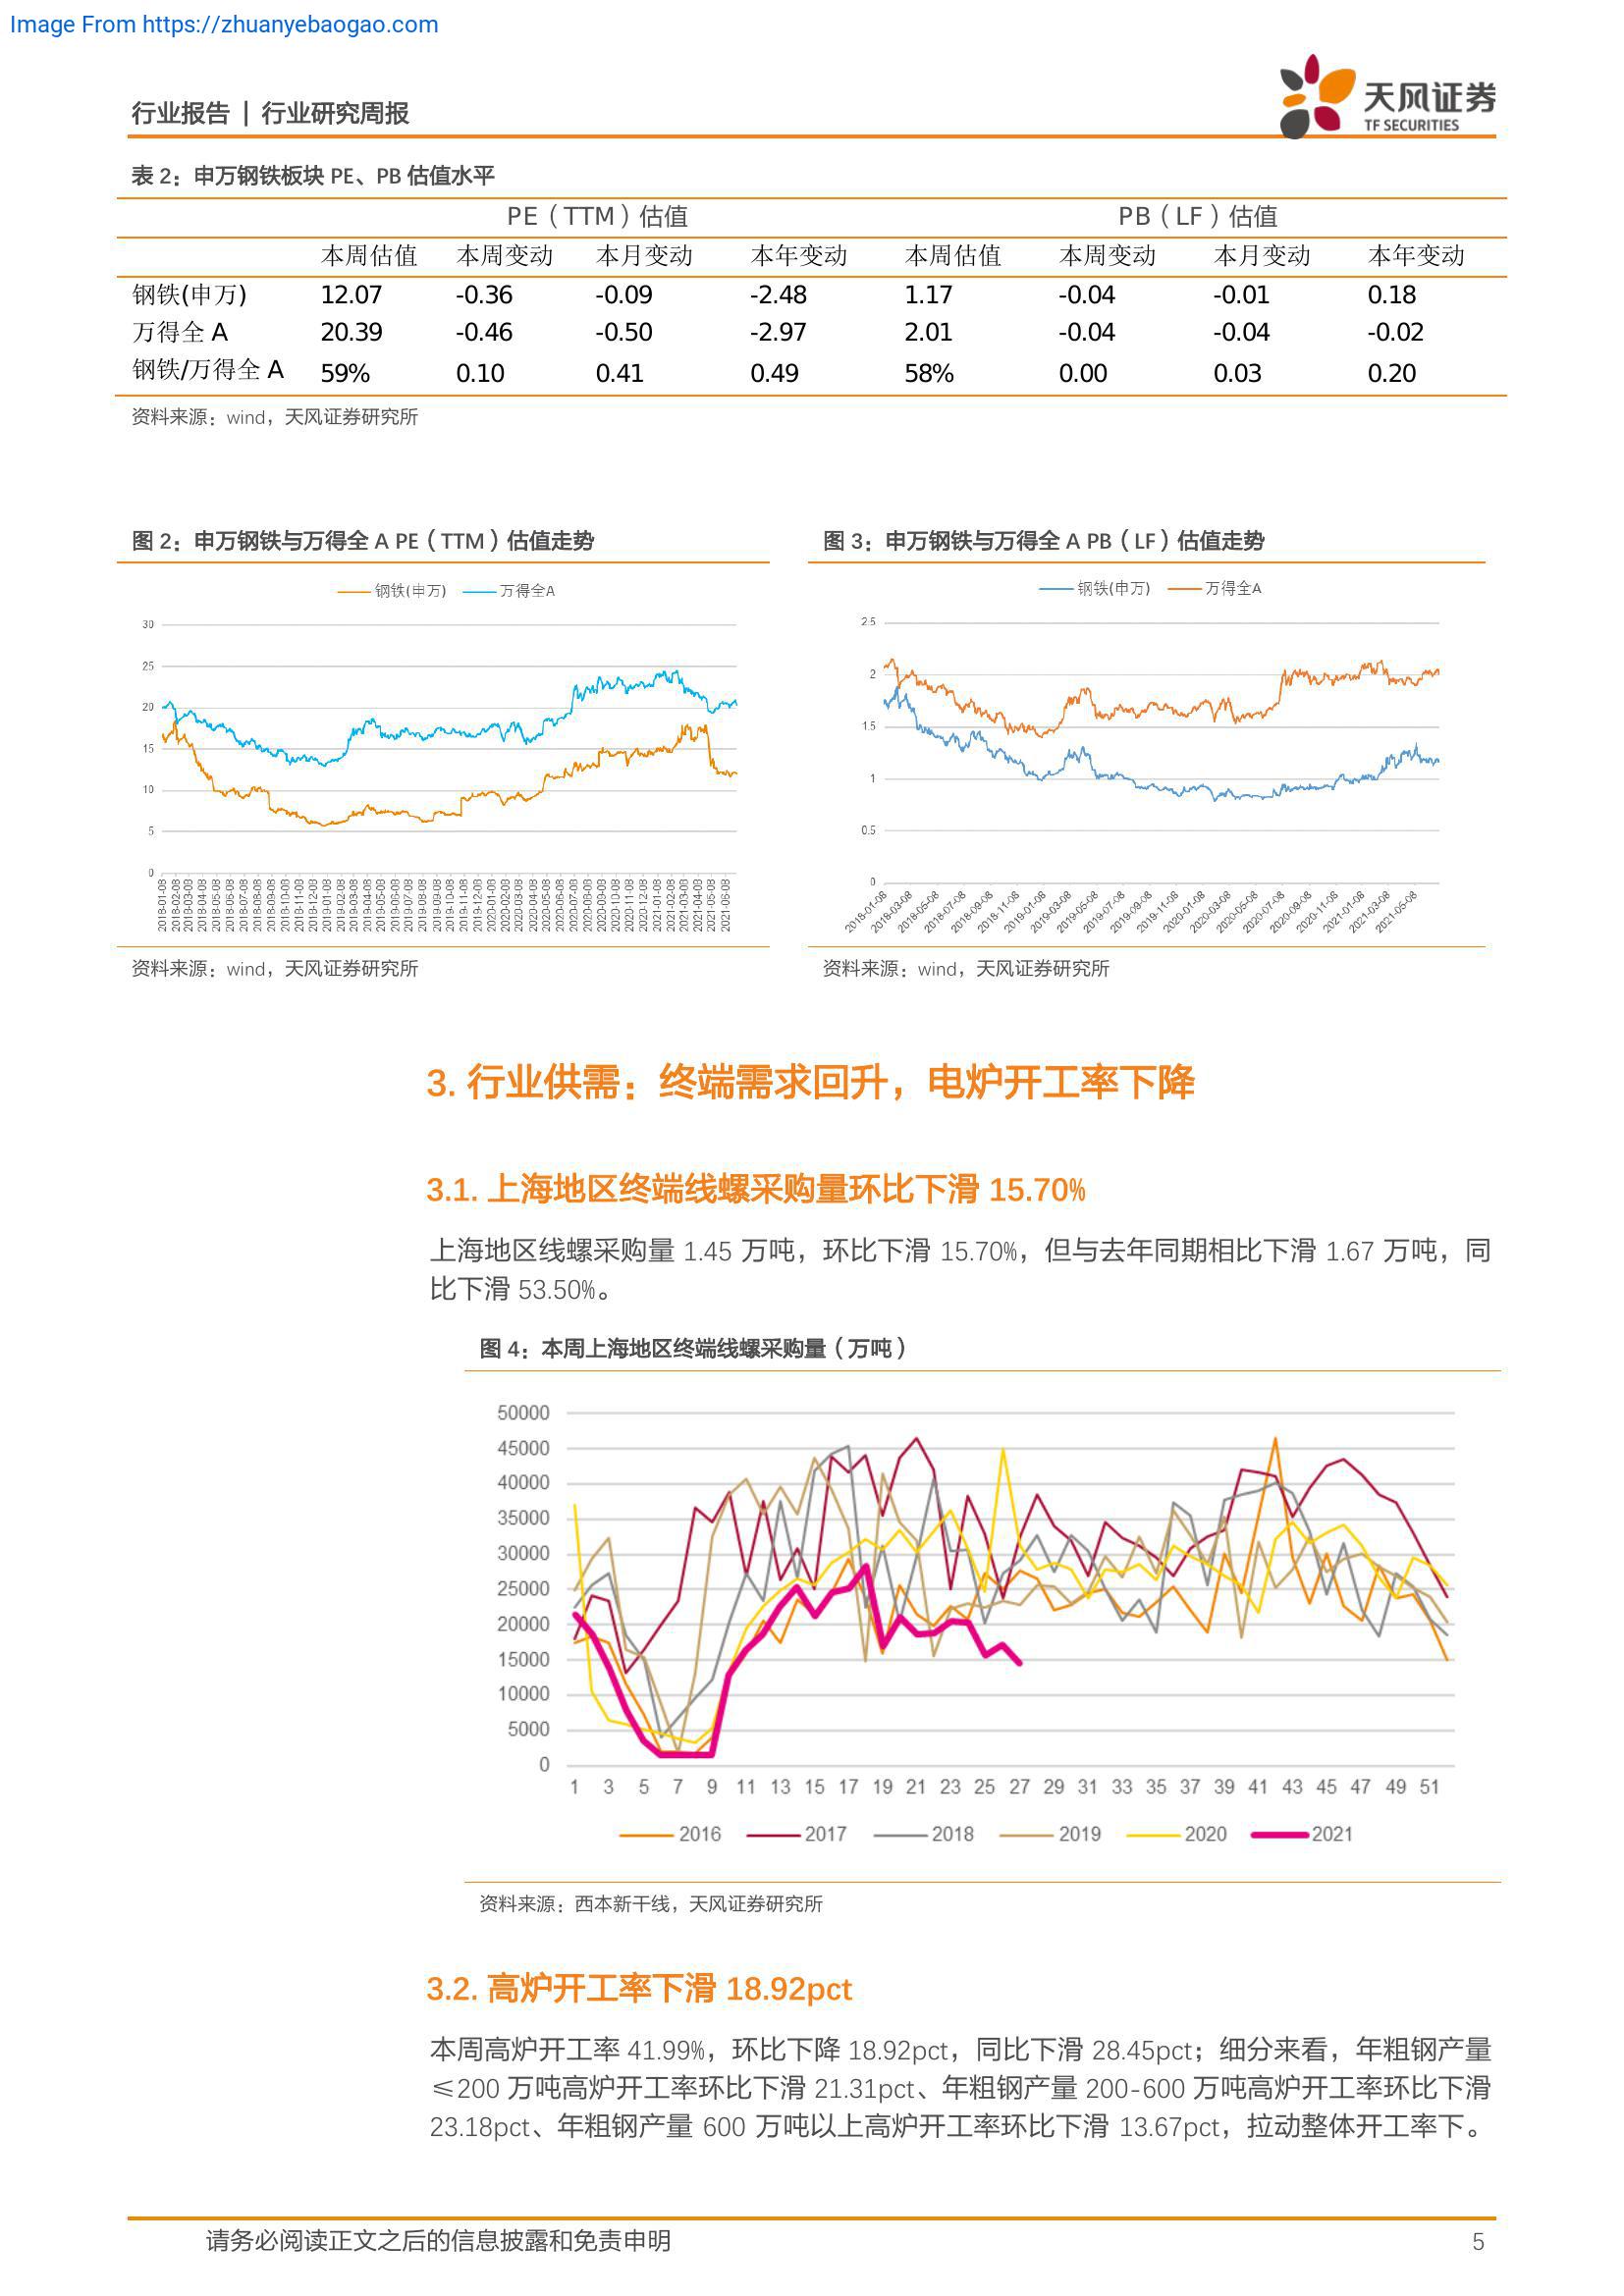 Image From https://zhuanyebaogao.com
天风证券
TF SECURITIES
行业报告 | 行业研究周报
表 2：申万钢铁板块 PE、PB 估值水平
PE（TTM）估值 PB（LF）估值
本周估值 本周变动 本月变动 本年变动 本周估值 本周变动 本月变动 本年变动
钢铁(申万) 12.07 -0.36 -0.09 -2.48 1.17 -0.04 -0.01 0.18
万得全 A 20.39 -0.46 -0.50 -2.97 2.01 -0.04 -0.04 -0.02
钢铁/万得全 A 59% 0.10 0.41 0.49 58% 0.00 0.03 0.20
资料来源：wind，天风证券研究所
图 2：申万钢铁与万得全 A PE（TTM）估值走势
钢铁(申万) 万得全A
30
25
20
15
10
5
0
2018-01-08 2018-02-08 2018-03-08 2018-04-08 2018-05-08 2018-06-08 2018-07-08 2018-08-08 2018-09-08 2018-10-08 2018-11-08 2018-12-08 2019-01-08 2019-02-08 2019-03-08 2019-04-08 2019-05-08 2019-06-08 2019-07-08 2019-08-08 2019-09-08 2019-10-08 2019-11-08 2019-12-08 2020-01-08 2020-02-08 2020-03-08 2020-04-08 2020-05-08 2020-06-08 2020-07-08 2020-08-08 2020-09-08 2020-10-08 2020-11-08 2020-12-08 2021-01-08 2021-02-08 2021-03-08 2021-04-08 2021-05-08 2021-06-08
资料来源：wind，天风证券研究所
图 3：申万钢铁与万得全 A PB（LF）估值走势
钢铁(申万) 万得全A
2.5
2
1.5
1
0.5
0
2018-01-08 2018-03-08 2018-05-08 2018-07-08 2018-09-08 2018-11-08 2019-01-08 2019-03-08 2019-05-08 2019-07-08 2019-09-08 2019-11-08 2020-01-08 2020-03-08 2020-05-08 2020-07-08 2020-09-08 2020-11-08 2021-01-08 2021-03-08 2021-05-08
资料来源：wind，天风证券研究所
3. 行业供需：终端需求回升，电炉开工率下降
3.1. 上海地区终端线螺采购量环比下滑 15.70%
上海地区线螺采购量 1.45 万吨，环比下滑 15.70%，但与去年同期相比下滑 1.67 万吨，同
比下滑 53.50%。
图 4：本周上海地区终端线螺采购量（万吨）
50000
45000
40000
35000
30000
25000
20000
15000
10000
5000
0
1 3 5 7 9 11 13 15 17 19 21 23 25 27 29 31 33 35 37 39 41 43 45 47 49 51
2016 2017 2018 2019 2020 2021
资料来源：西本新干线，天风证券研究所
3.2. 高炉开工率下滑 18.92pct
本周高炉开工率 41.99%，环比下降 18.92pct，同比下滑 28.45pct；细分来看，年粗钢产量
≤200 万吨高炉开工率环比下滑 21.31pct、年粗钢产量 200-600 万吨高炉开工率环比下滑
23.18pct、年粗钢产量 600 万吨以上高炉开工率环比下滑 13.67pct，拉动整体开工率下。
请务必阅读正文之后的信息披露和免责申明 5